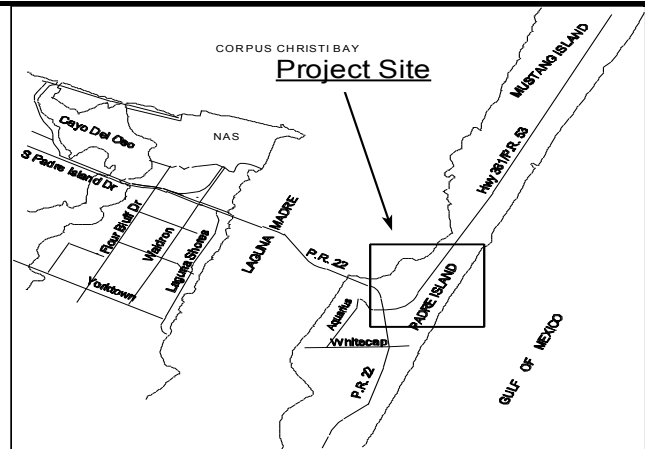 CORPUS CHRISTI BAY
Project Site
MUSTANG ISLAND
Cayo Del Oso
NAS
S Padre Island Dr
Hwy 361/P.R. 53
Flour Bluff Dr
Waldron
Laguna Shores
LAGUNA MADRE
P.R. 22
Yorktown
Aquarius
PADRE ISLAND
Whitecap
P.R. 22
GULF OF MEXICO